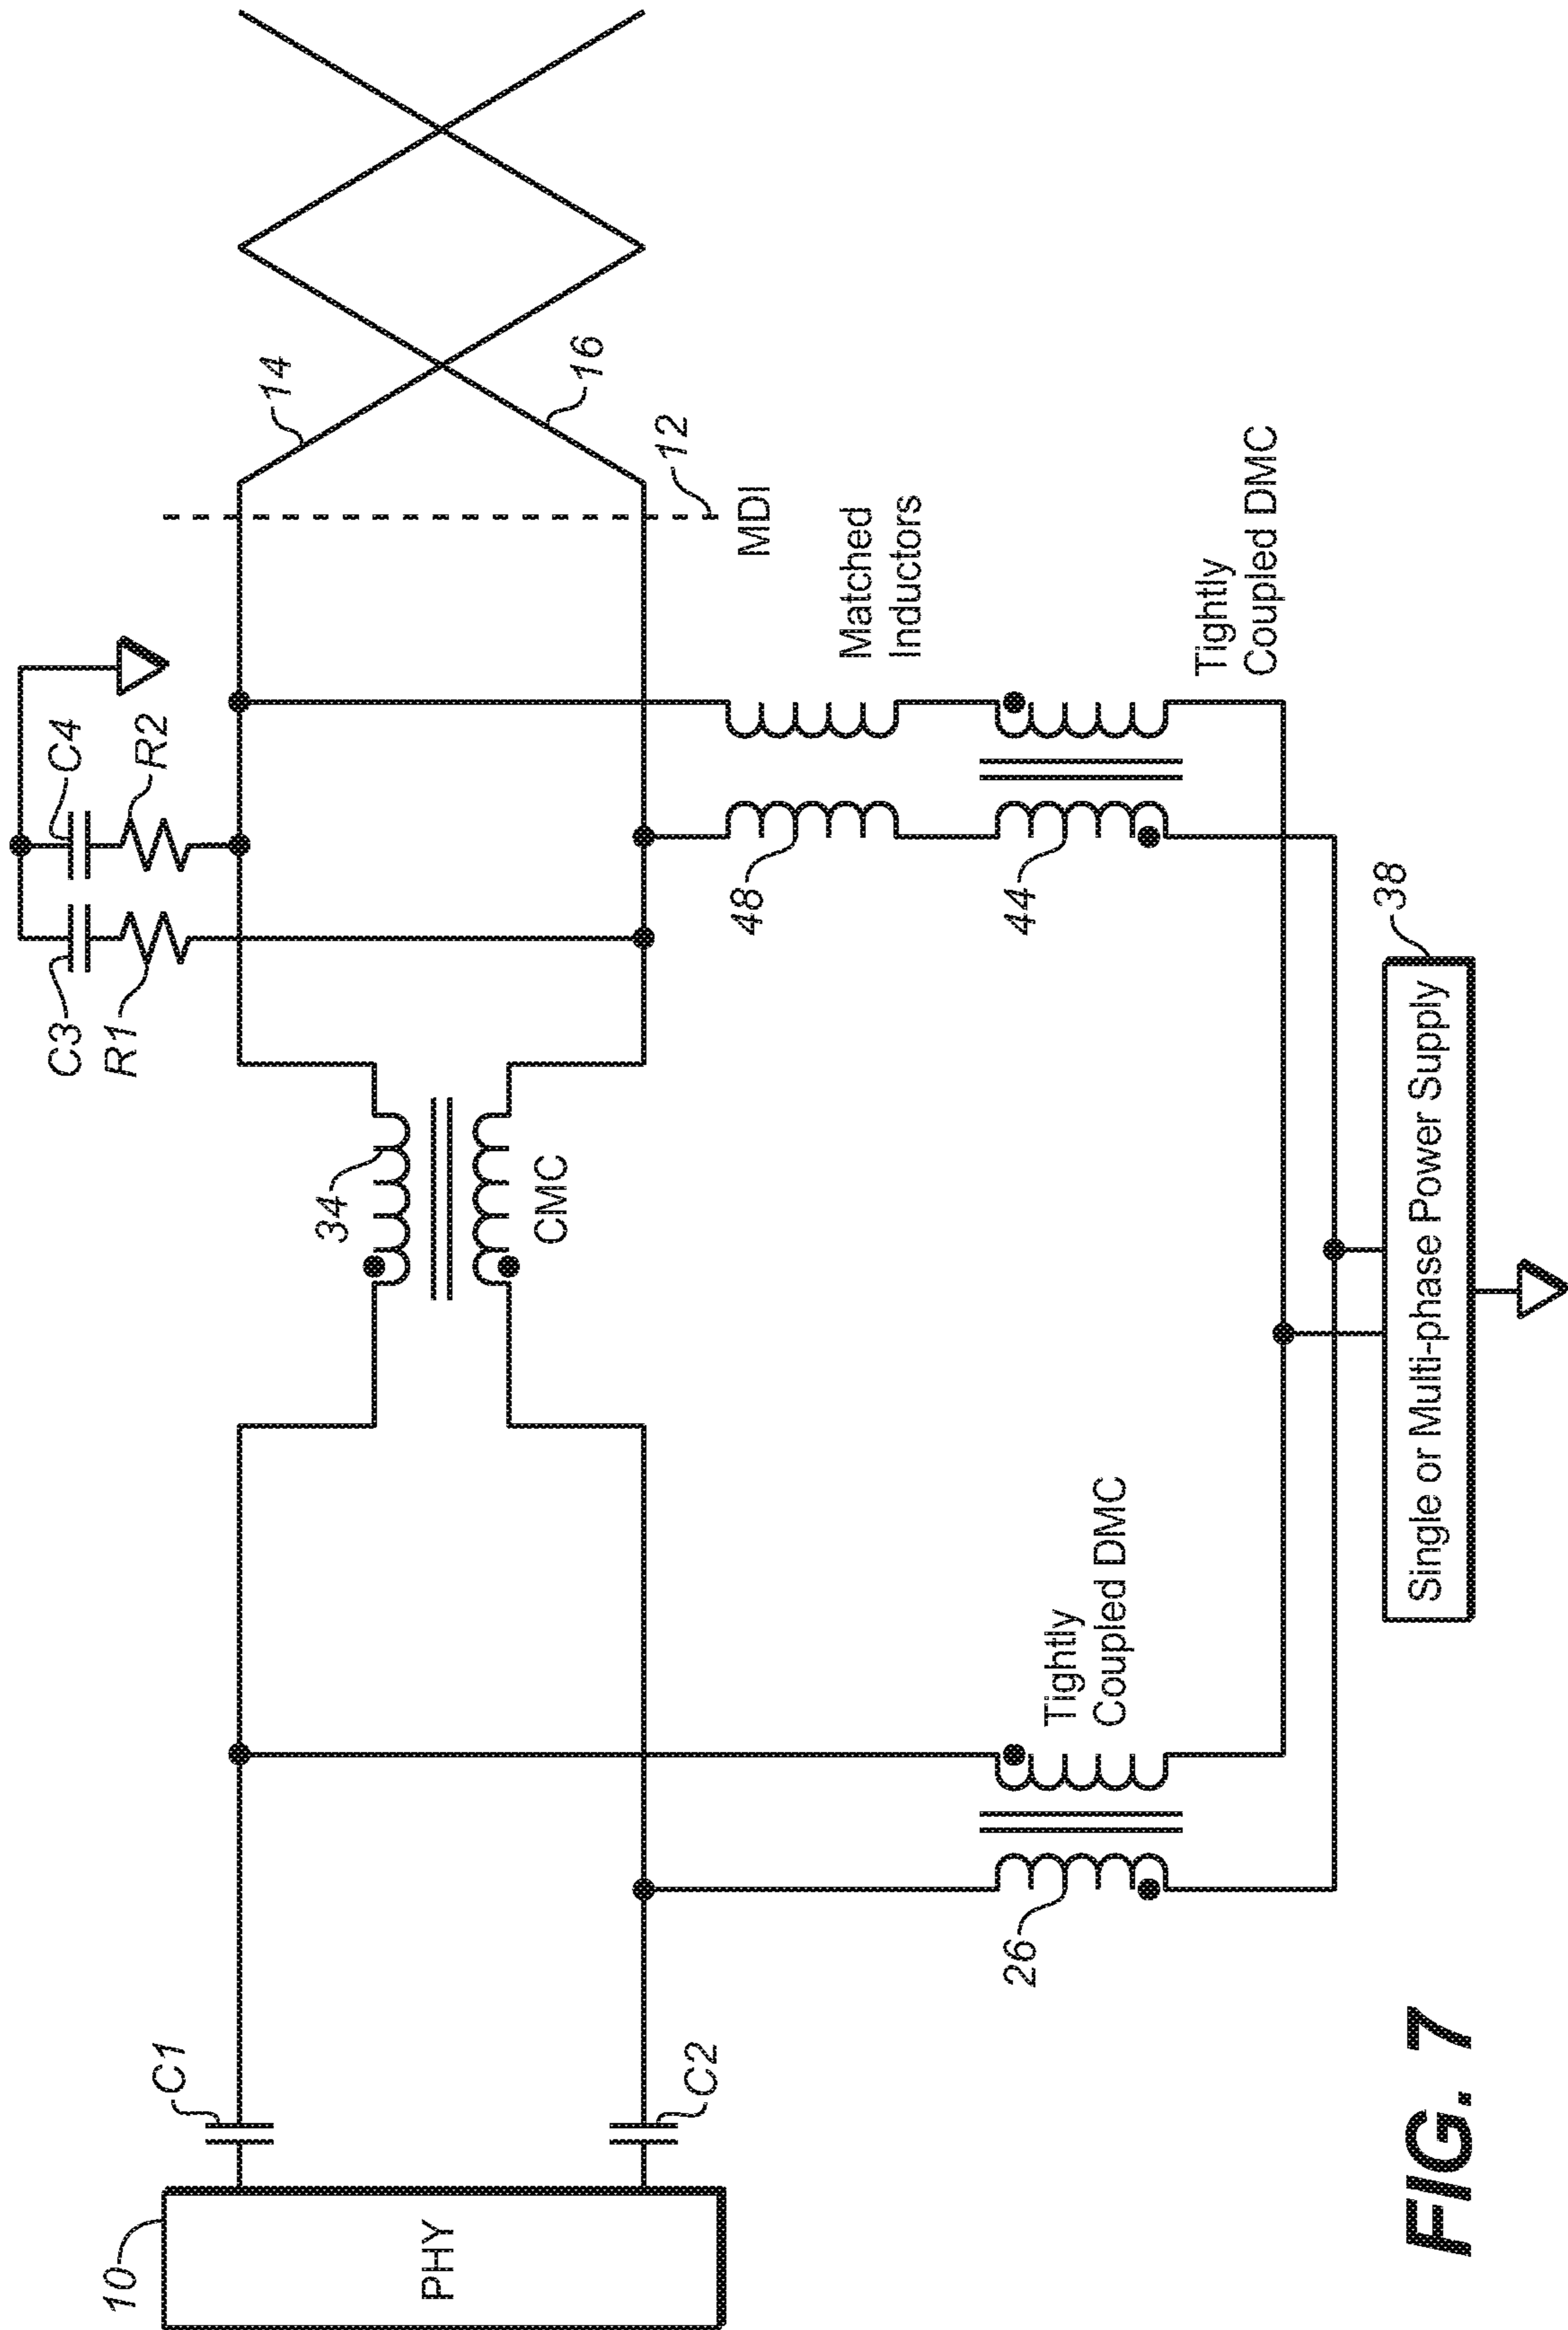 C3
C4
R1
R2
14
16
12
MDI
34
CMC
C1
C2
10
PHY
Matched
Inductors
48
Tightly
Coupled DMC
44
Tightly
Coupled DMC
26
38
Single or Multi-phase Power Supply
FIG. 7